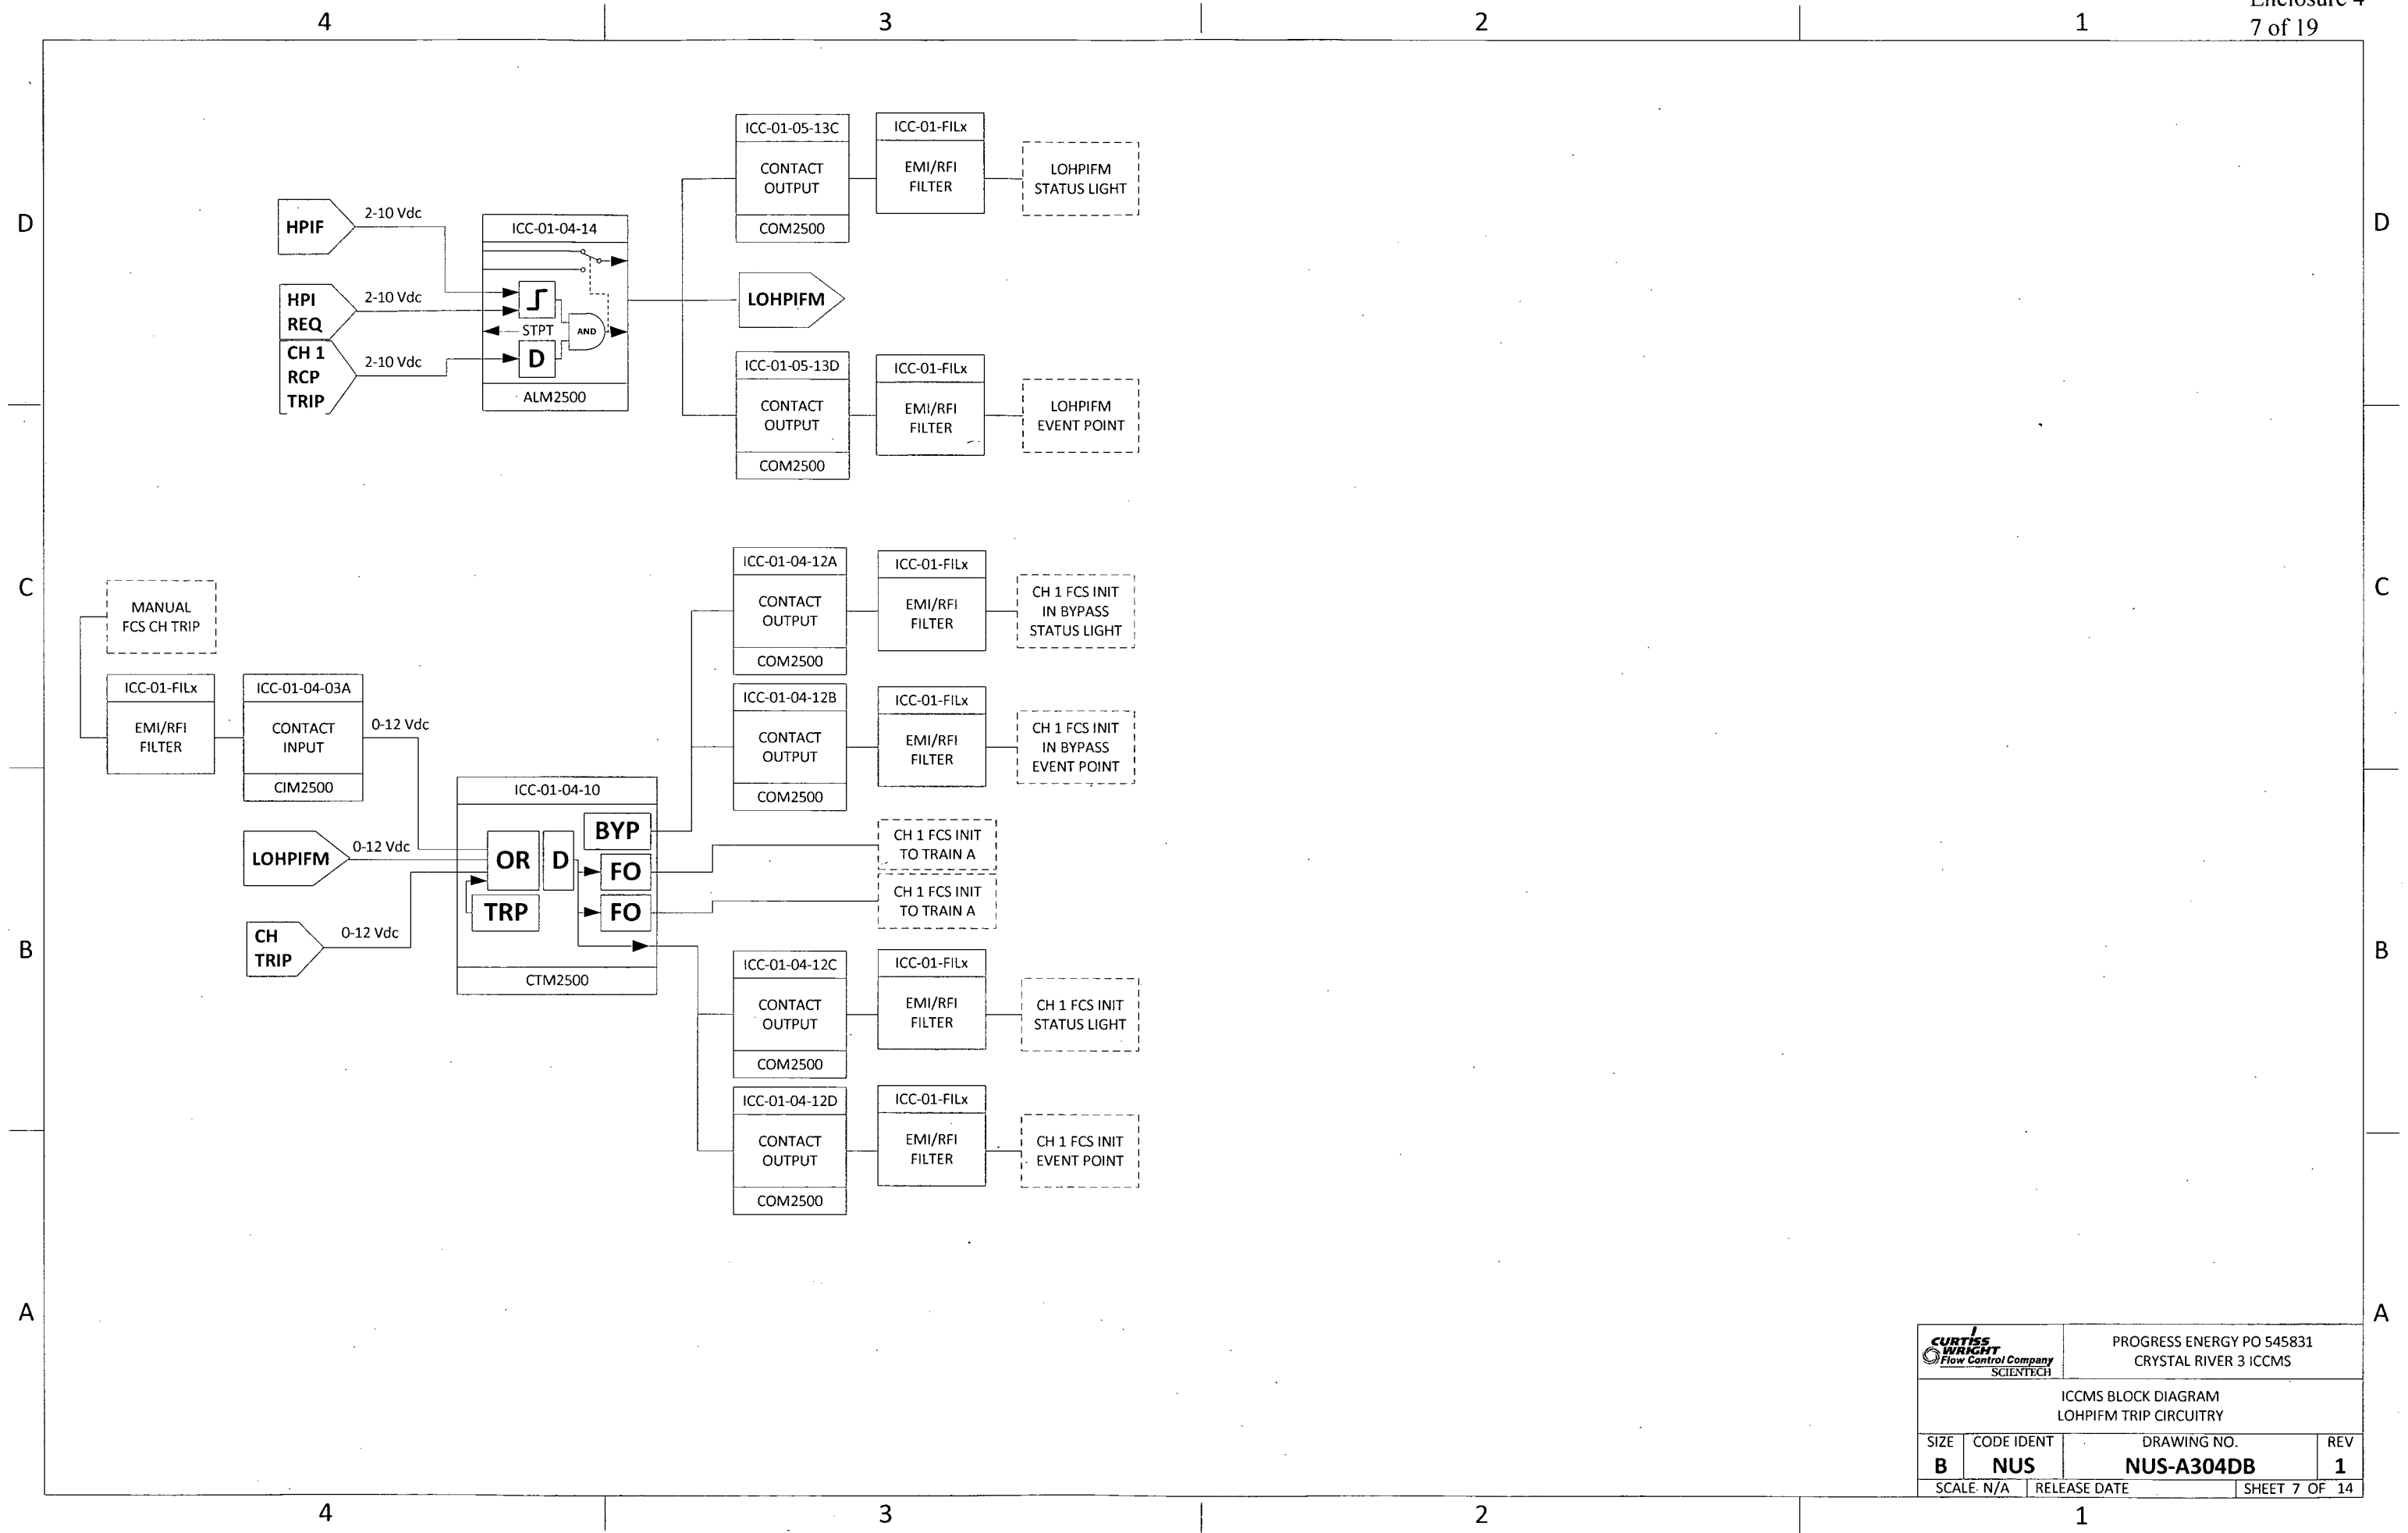 Enclosure 4
7 of 19
4
3
2
1
D
D
C
C
B
B
A
A
ICC-01-05-13C
CONTACT
OUTPUT
COM2500
ICC-01-FILx
EMI/RFI
FILTER
LOHPIFM
STATUS LIGHT
HPIF
2-10 Vdc
HPI
REQ
2-10 Vdc
CH 1
RCP
TRIP
2-10 Vdc
ICC-01-04-14
STPT
AND
D
ALM2500
LOHPIFM
ICC-01-05-13D
CONTACT
OUTPUT
COM2500
ICC-01-FILx
EMI/RFI
FILTER
LOHPIFM
EVENT POINT
ICC-01-04-12A
CONTACT
OUTPUT
COM2500
ICC-01-FILx
EMI/RFI
FILTER
CH 1 FCS INIT
IN BYPASS
STATUS LIGHT
MANUAL
FCS CH TRIP
ICC-01-FILx
EMI/RFI
FILTER
ICC-01-04-03A
CONTACT
INPUT
CIM2500
0-12 Vdc
ICC-01-04-12B
CONTACT
OUTPUT
COM2500
ICC-01-FILx
EMI/RFI
FILTER
CH 1 FCS INIT
IN BYPASS
EVENT POINT
LOHPIFM
0-12 Vdc
CH
TRIP
0-12 Vdc
ICC-01-04-10
BYP
OR
D
FO
TRP
FO
CTM2500
CH 1 FCS INIT
TO TRAIN A
CH 1 FCS INIT
TO TRAIN A
ICC-01-04-12C
CONTACT
OUTPUT
COM2500
ICC-01-FILx
EMI/RFI
FILTER
CH 1 FCS INIT
STATUS LIGHT
ICC-01-04-12D
CONTACT
OUTPUT
COM2500
ICC-01-FILx
EMI/RFI
FILTER
CH 1 FCS INIT
EVENT POINT
CURTISS
WRIGHT
Flow Control Company
SCIENTECH
PROGRESS ENERGY PO 545831
CRYSTAL RIVER 3 ICCMS
ICCMS BLOCK DIAGRAM
LOHPIFM TRIP CIRCUITRY
SIZE
B
CODE IDENT
NUS
DRAWING NO.
NUS-A304DB
REV
1
SCALE N/A
RELEASE DATE
SHEET 7 OF 14
4
3
2
1